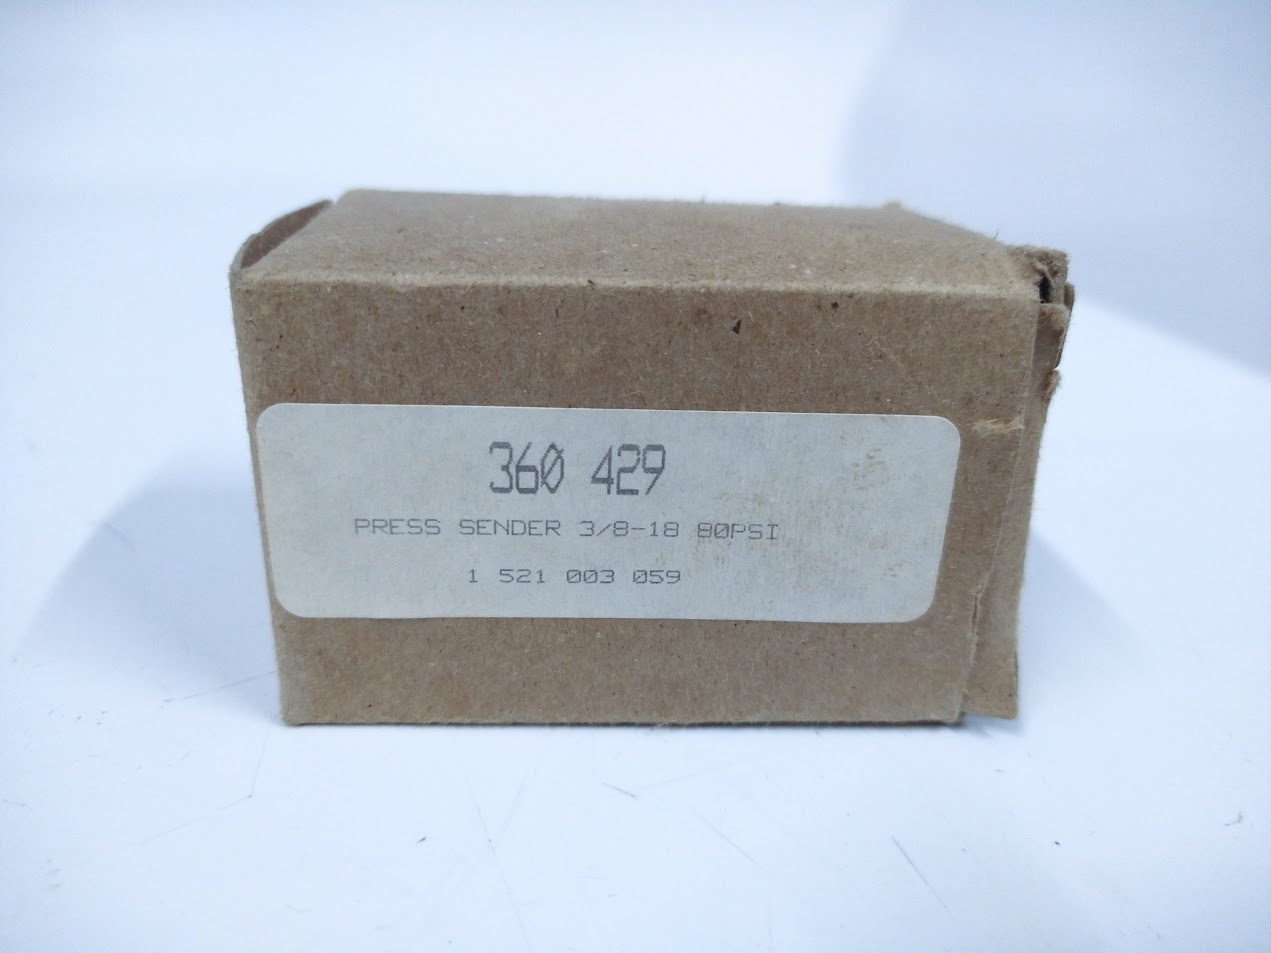 360 429
PRESS SENDER 3/8-18 80PSI
1 521 003 059